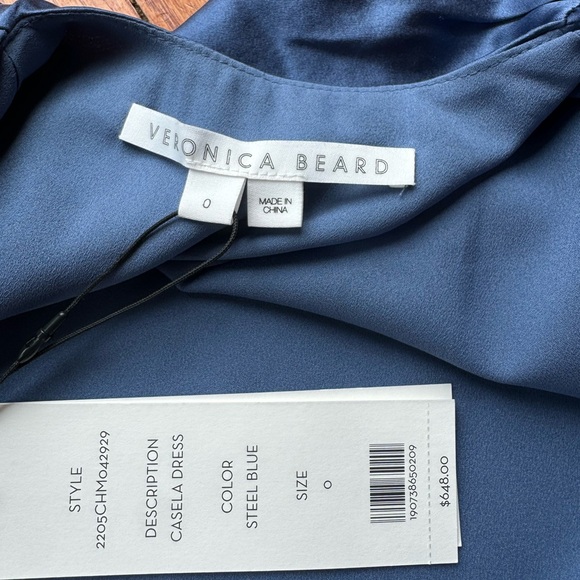 VERONICA BEARD
0
MADE IN
CHINA
STYLE
2205CHM042929
DESCRIPTION
CASELA DRESS
COLOR
STEEL BLUE
SIZE
0
190738650209
$648.00